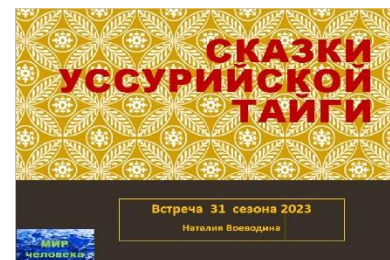 СКАЗКИ
УССУРИЙСКОЙ
ТАЙГИ
Встреча 31 сезона 2023
Наталия Воеводина
МИР
человека